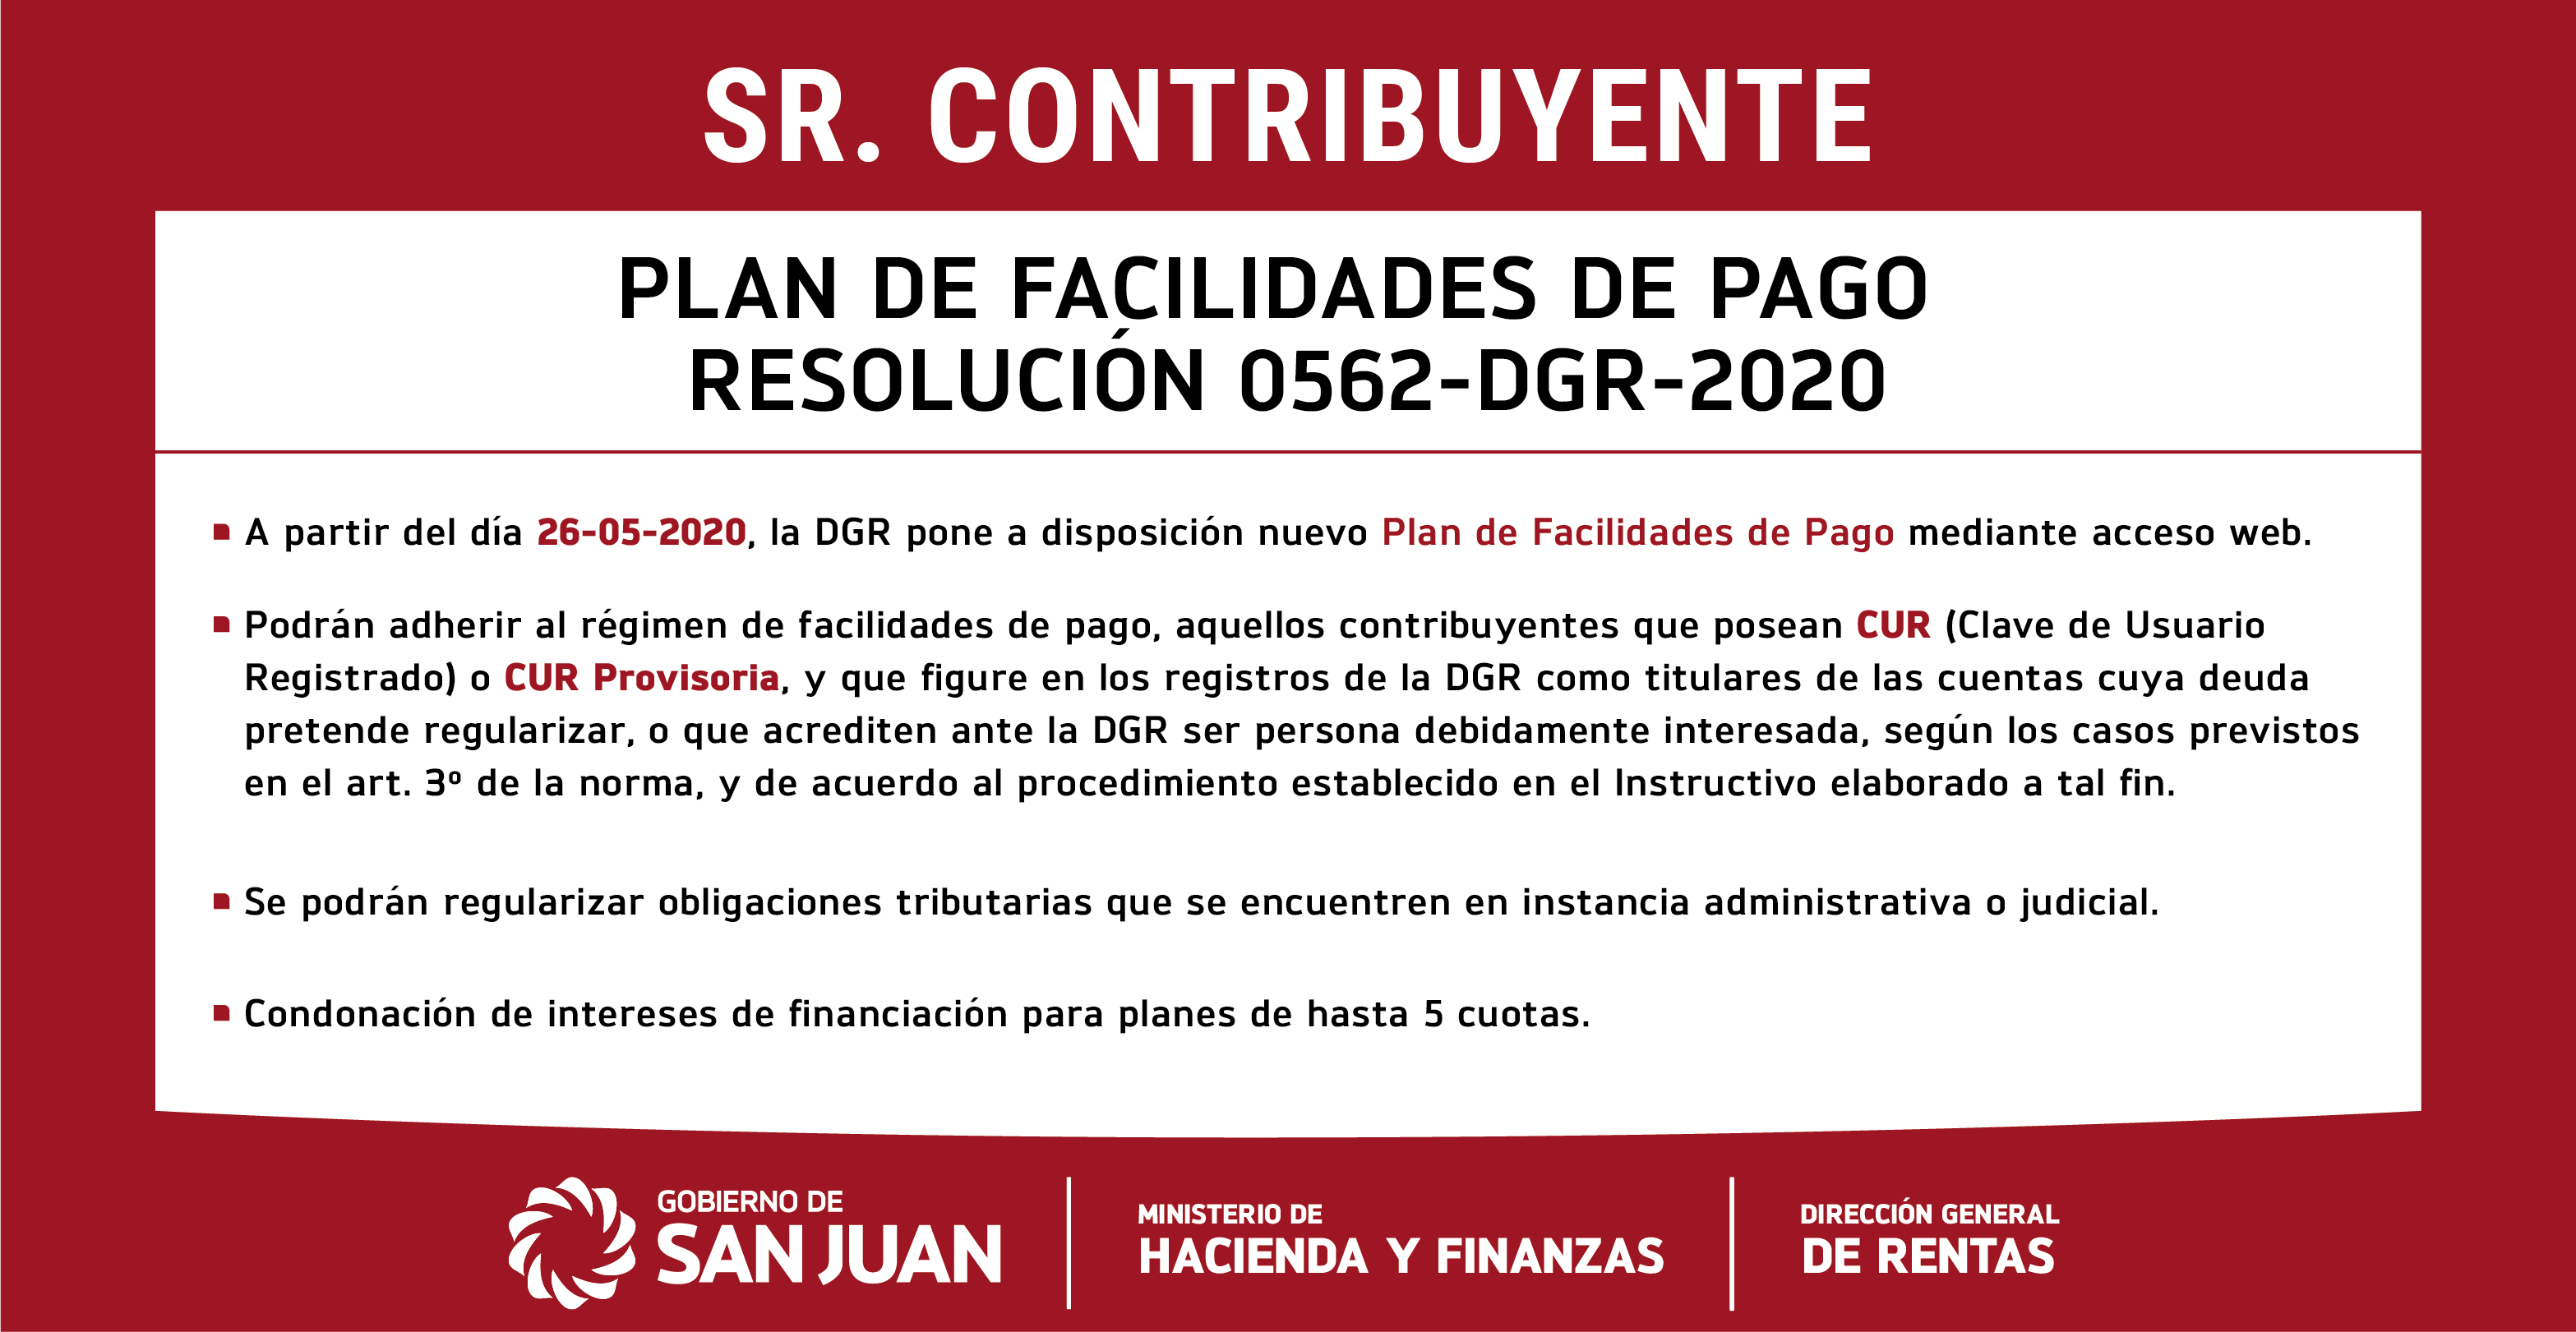 SR. CONTRIBUYENTE
PLAN DE FACILIDADES DE PAGO
RESOLUCIÓN 0562-DGR-2020
A partir del día 26-05-2020, la DGR pone a disposición nuevo Plan de Facilidades de Pago mediante acceso web.
Podrán adherir al régimen de facilidades de pago, aquellos contribuyentes que posean CUR (Clave de Usuario
Registrado) o CUR Provisoria, y que figure en los registros de la DGR como titulares de las cuentas cuya deuda
pretende regularizar, o que acrediten ante la DGR ser persona debidamente interesada, según los casos previstos
en el art. 3º de la norma, y de acuerdo al procedimiento establecido en el Instructivo elaborado a tal fin.
Se podrán regularizar obligaciones tributarias que se encuentren en instancia administrativa o judicial.
Condonación de intereses de financiación para planes de hasta 5 cuotas.
GOBIERNO DE
SAN JUAN
MINISTERIO DE
HACIENDA Y FINANZAS
DIRECCIÓN GENERAL
DE RENTAS